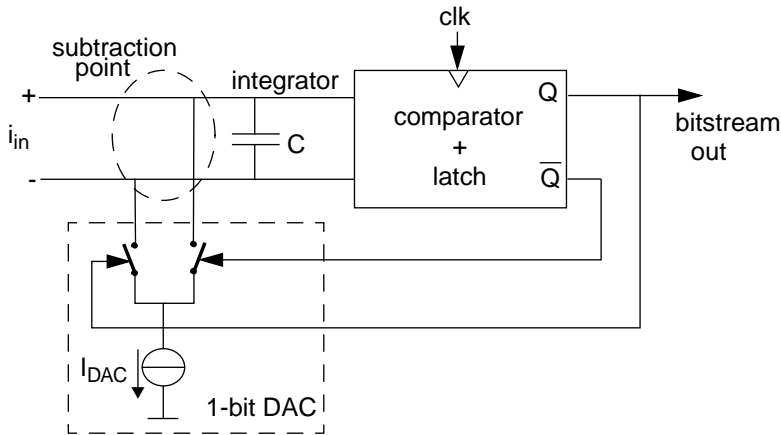 clk
subtraction
point
integrator
+
Q
comparator
+
latch
bitstream
out
i_in
C
Q̅
-
I_DAC
1-bit DAC